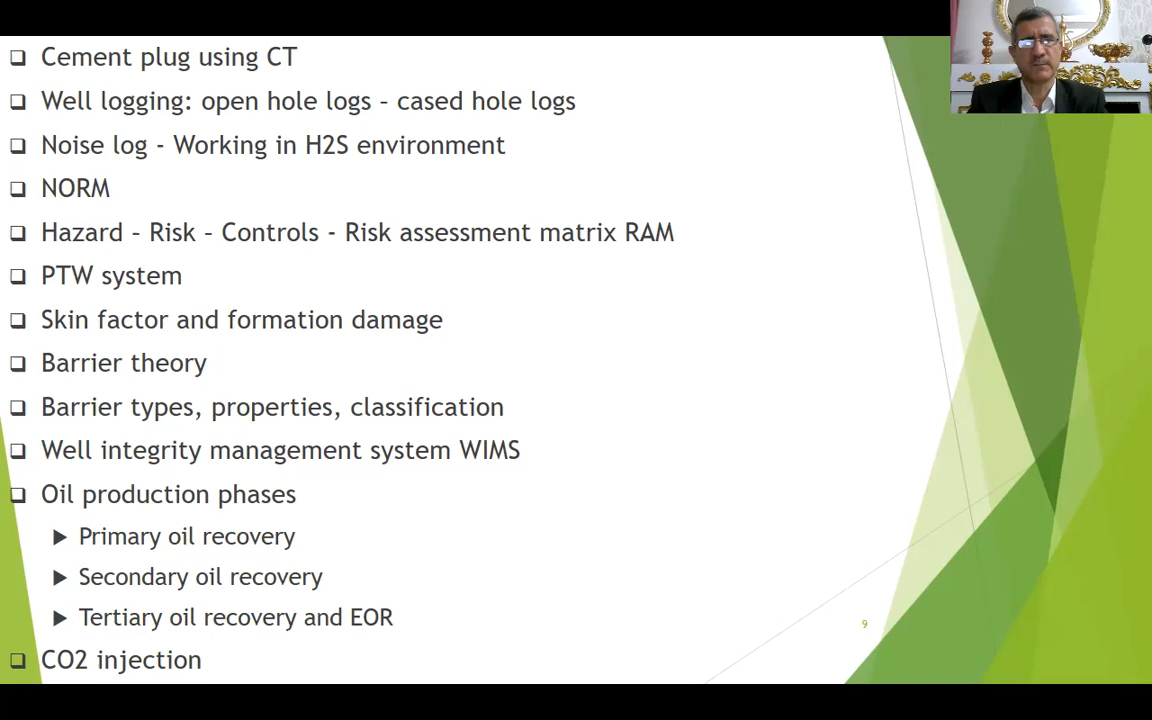 Cement plug using CT
Well logging: open hole logs – cased hole logs
Noise log - Working in H2S environment
NORM
Hazard – Risk – Controls - Risk assessment matrix RAM
PTW system
Skin factor and formation damage
Barrier theory
Barrier types, properties, classification
Well integrity management system WIMS
Oil production phases
Primary oil recovery
Secondary oil recovery
Tertiary oil recovery and EOR
CO2 injection
9